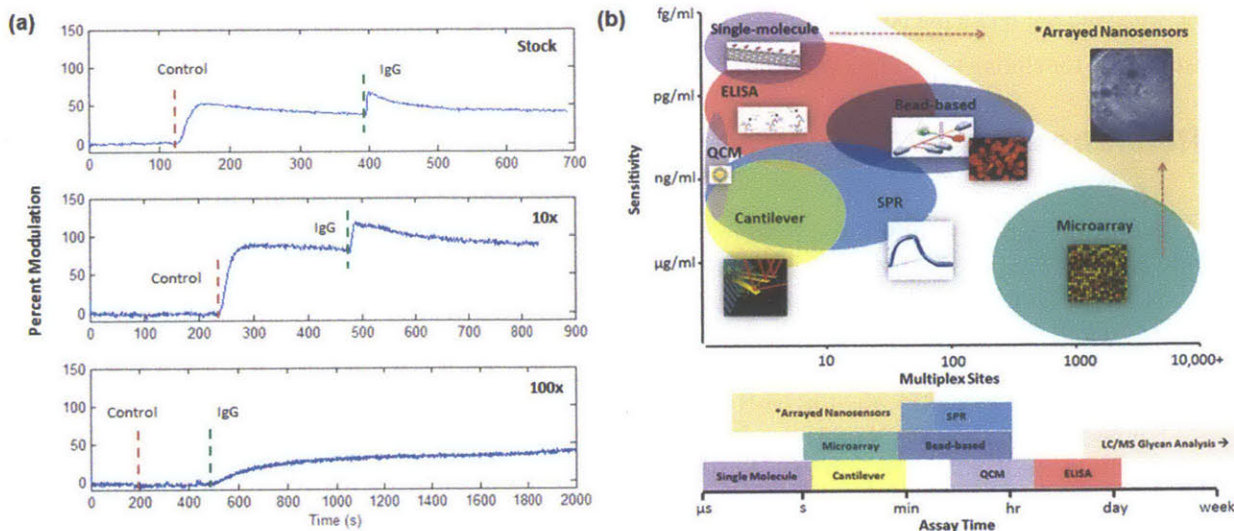 (a)
Percent Modulation
Stock
Control
IgG
150
100
50
0
0 100 200 300 400 500 600 700
10x
Control
IgG
150
100
50
0
0 100 200 300 400 500 600 700 800 900
100x
Control
IgG
150
100
50
0
0 200 400 600 800 1000 1200 1400 1600 1800 2000
Time (s)
(b)
Sensitivity
fg/ml
pg/ml
ng/ml
µg/ml
Single-molecule
*Arrayed Nanosensors
ELISA
Bead-based
QCM
Cantilever
SPR
Microarray
10 100 1000 10,000+
Multiplex Sites
*Arrayed Nanosensors SPR
Microarray Bead-based LC/MS Glycan Analysis →
Single Molecule Cantilever QCM ELISA
µs s min hr day week
Assay Time